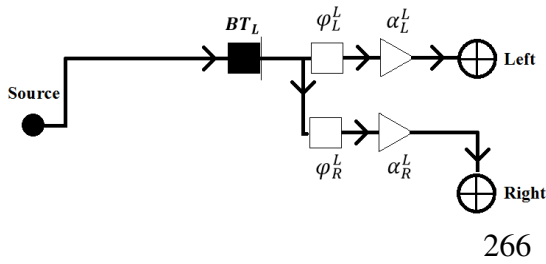 BT_L φ_L^L α_L^L
Left
Source
φ_R^L α_R^L
Right
266